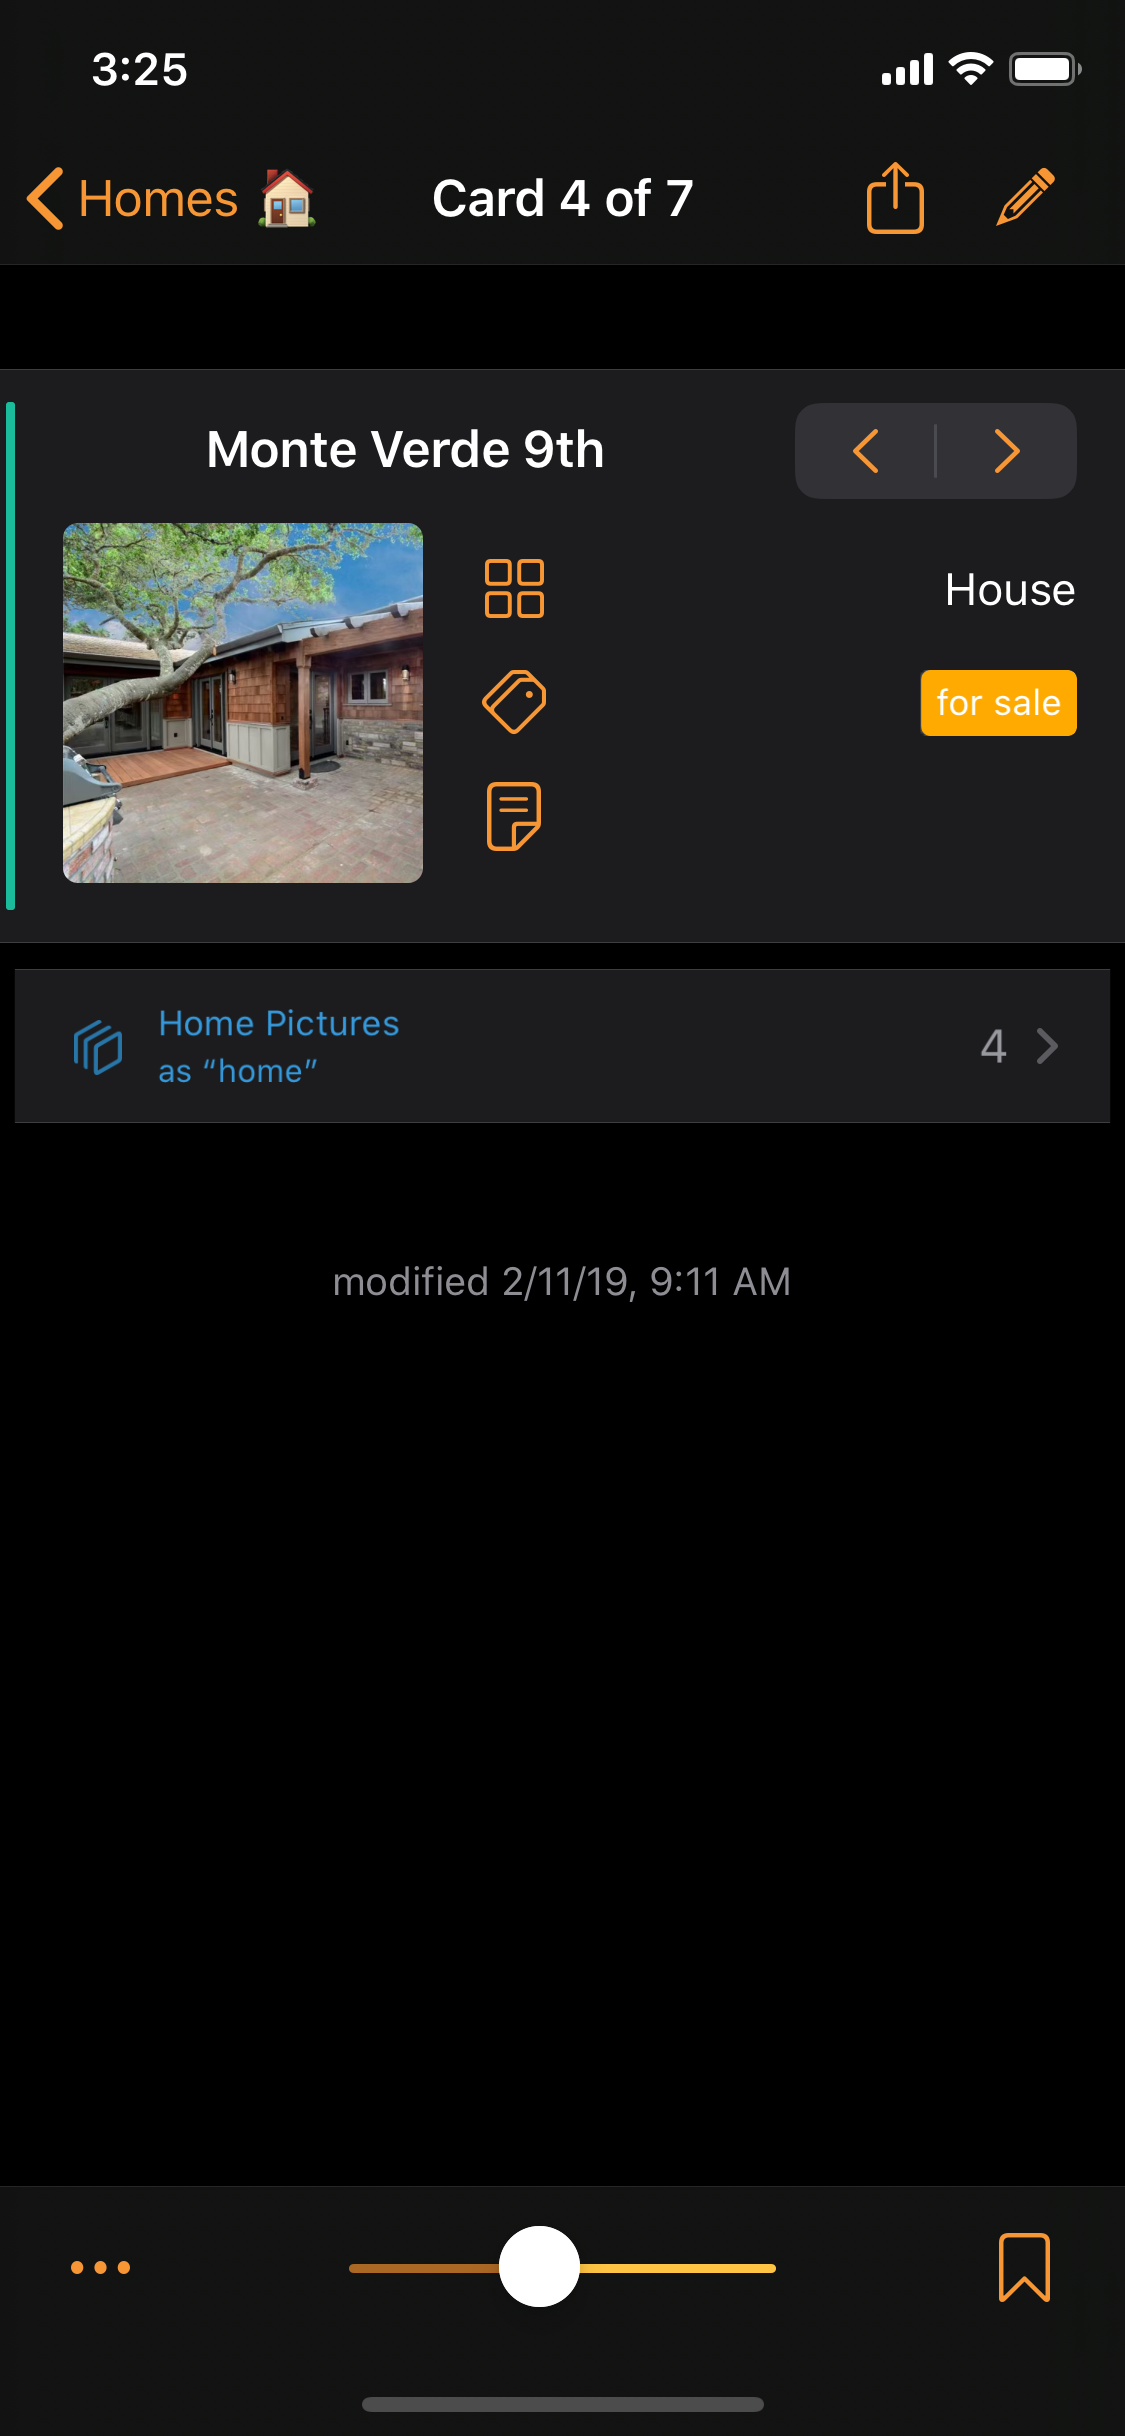 3:25
Homes 🏠 Card 4 of 7
Monte Verde 9th
House
for sale
Home Pictures
as “home”
4
modified 2/11/19, 9:11 AM